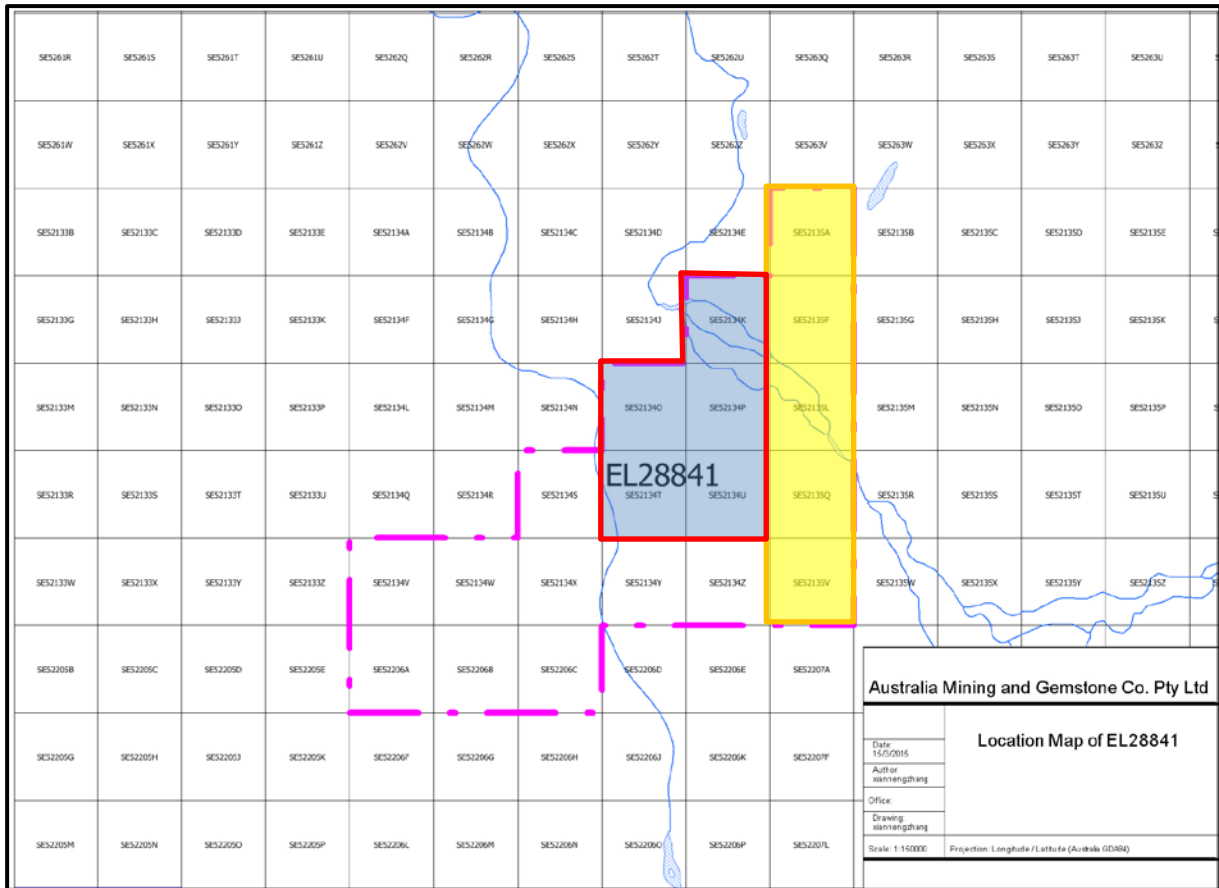 SE5261R SE5261S SE5261T SE5261U SE5262Q SE5262R SE5262S SE5262T SE5262U SE5263Q SE5263R SE5263S SE5263T SE5263U
SE5261W SE5261X SE5261Y SE5261Z SE5262V SE5262W SE5262X SE5262Y SE5262Z SE5263V SE5263W SE5263X SE5263Y SE5263Z
SE52133B SE52133C SE52133D SE52133E SE52134A SE52134B SE52134C SE52134D SE52134E SE52135A SE52135B SE52135C SE52135D SE52135E
SE52133G SE52133H SE52133J SE52133K SE52134F SE52134G SE52134H SE52134J SE52134K SE52135F SE52135G SE52135H SE52135J SE52135K
SE52133M SE52133N SE52133O SE52133P SE52134L SE52134M SE52134N SE52134O SE52134P SE52135L SE52135M SE52135N SE52135O SE52135P
EL28841
SE52133R SE52133S SE52133T SE52133U SE52134Q SE52134R SE52134S SE52134T SE52134U SE52135Q SE52135R SE52135S SE52135T SE52135U
SE52133W SE52133X SE52133Y SE52133Z SE52134V SE52134W SE52134X SE52134Y SE52134Z SE52135V SE52135W SE52135X SE52135Y SE52135Z
SE52205B SE52205C SE52205D SE52205E SE52206A SE52206B SE52206C SE52206D SE52206E SE52207A
SE52205G SE52205H SE52205J SE52205K SE52206F SE52206G SE52206H SE52206J SE52206K SE52207F
SE52205M SE52205N SE52205O SE52205P SE52206L SE52206M SE52206N SE52206O SE52206P SE52207L
Australia Mining and Gemstone Co. Pty Ltd
Location Map of EL28841
Date:
Author:
Office:
Drawing:
Scale: 1:150000
Projection: Longitude / Latitude (Australia GDA94)